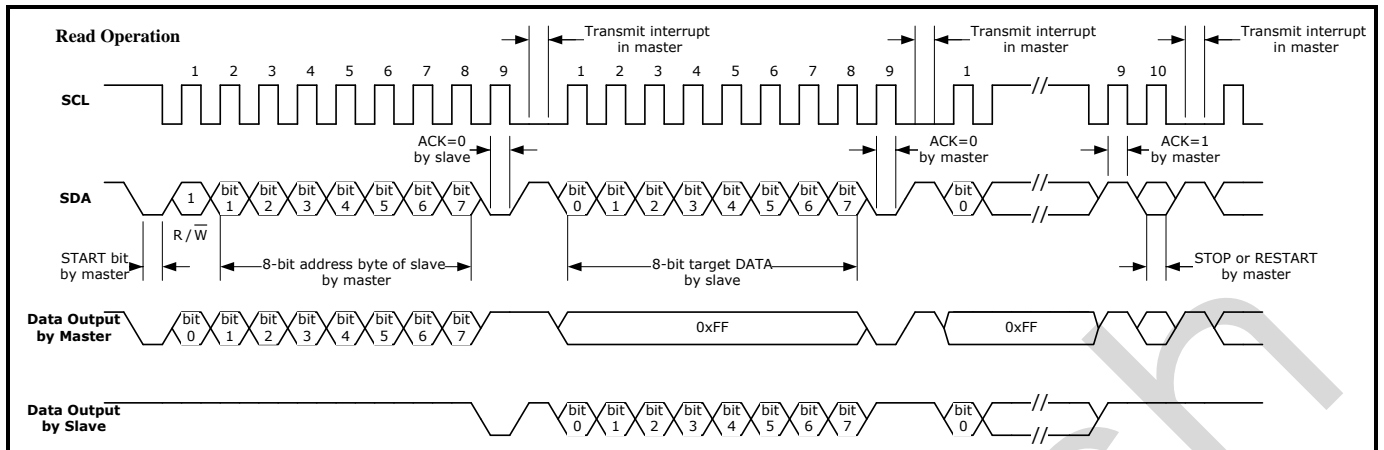 Read Operation
Transmit interrupt in master
Transmit interrupt in master
Transmit interrupt in master
SCL
1 2 3 4 5 6 7 8 9 1 2 3 4 5 6 7 8 9 1 9 10
ACK=0 by slave
ACK=0 by master
ACK=1 by master
SDA
1 bit 1 bit 2 bit 3 bit 4 bit 5 bit 6 bit 7 bit 0 bit 1 bit 2 bit 3 bit 4 bit 5 bit 6 bit 7 bit 0
R/W̅
START bit by master
8-bit address byte of slave by master
8-bit target DATA by slave
STOP or RESTART by master
Data Output by Master
bit 0 bit 1 bit 2 bit 3 bit 4 bit 5 bit 6 bit 7 0xFF 0xFF
Data Output by Slave
bit 0 bit 1 bit 2 bit 3 bit 4 bit 5 bit 6 bit 7 bit 0